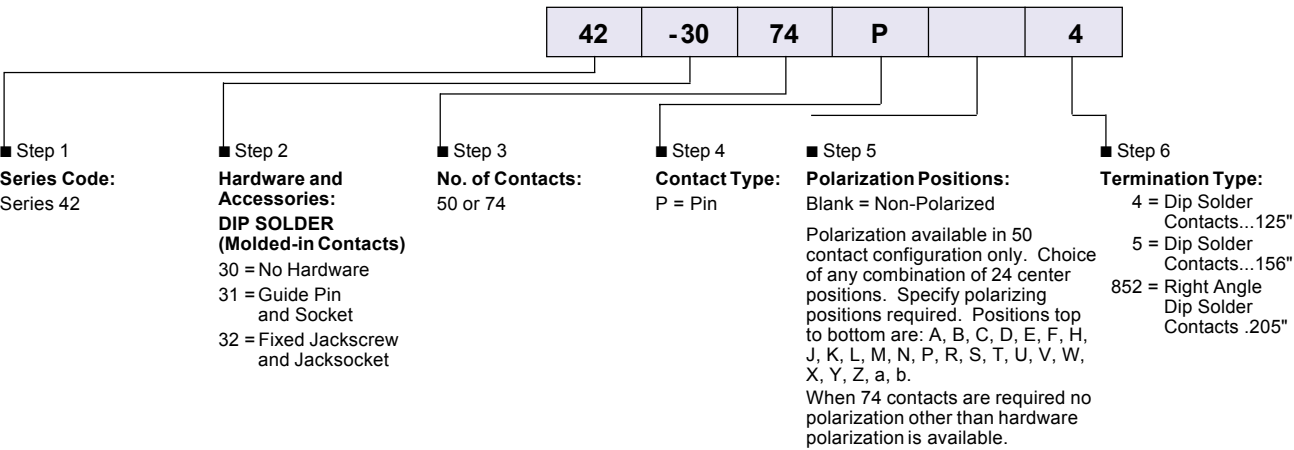 42 -30 74 P 4
■ Step 1
Series Code:
Series 42
■ Step 2
Hardware and
Accessories:
DIP SOLDER
(Molded-in Contacts)
30 = No Hardware
31 = Guide Pin
and Socket
32 = Fixed Jackscrew
and Jacksocket
■ Step 3
No. of Contacts:
50 or 74
■ Step 4
Contact Type:
P = Pin
■ Step 5
Polarization Positions:
Blank = Non-Polarized
Polarization available in 50
contact configuration only. Choice
of any combination of 24 center
positions. Specify polarizing
positions required. Positions top
to bottom are: A, B, C, D, E, F, H,
J, K, L, M, N, P, R, S, T, U, V, W,
X, Y, Z, a, b.
When 74 contacts are required no
polarization other than hardware
polarization is available.
■ Step 6
Termination Type:
4 = Dip Solder
Contacts...125"
5 = Dip Solder
Contacts...156"
852 = Right Angle
Dip Solder
Contacts .205"